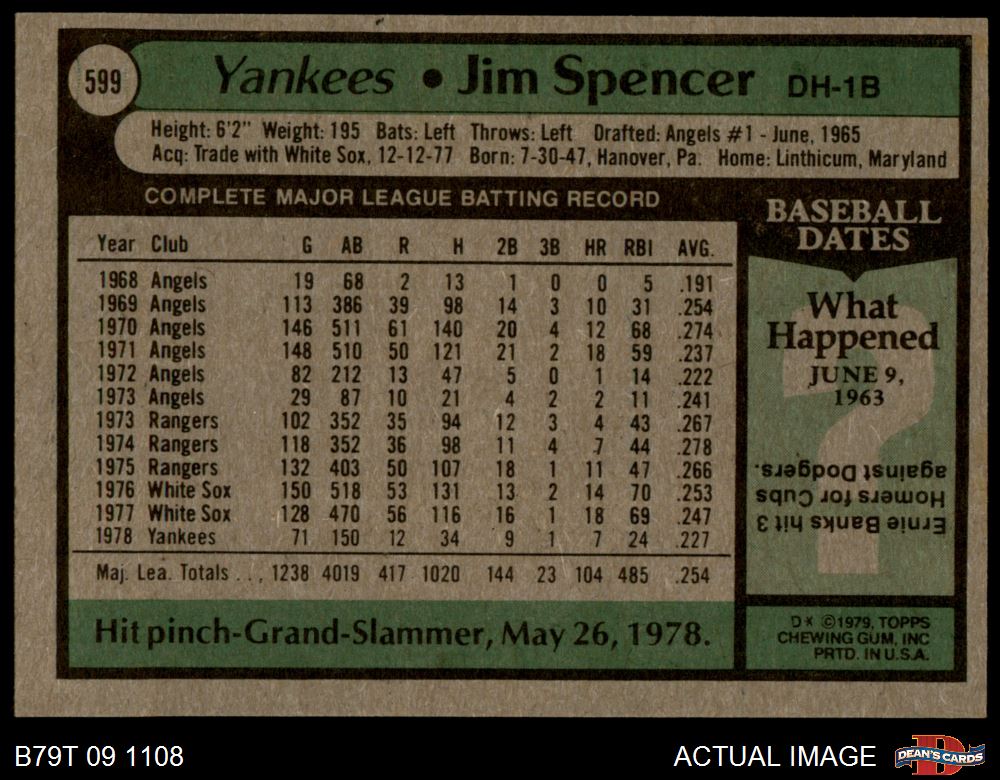 599
Yankees • Jim Spencer DH-1B
Height: 6'2" Weight: 195 Bats: Left Throws: Left Drafted: Angels #1 - June, 1965
Acq: Trade with White Sox, 12-12-77 Born: 7-30-47, Hanover, Pa. Home: Linthicum, Maryland
COMPLETE MAJOR LEAGUE BATTING RECORD
Year Club G AB R H 2B 3B HR RBI AVG.
1968 Angels 19 68 2 13 1 0 0 5 .191
1969 Angels 113 386 39 98 14 3 10 31 .254
1970 Angels 146 511 61 140 20 4 12 68 .274
1971 Angels 148 510 50 121 21 2 18 59 .237
1972 Angels 82 212 13 47 5 0 1 14 .222
1973 Angels 29 87 10 21 4 2 2 11 .241
1973 Rangers 102 352 35 94 12 3 4 43 .267
1974 Rangers 118 352 36 98 11 4 7 44 .278
1975 Rangers 132 403 50 107 18 1 11 47 .266
1976 White Sox 150 518 53 131 13 2 14 70 .253
1977 White Sox 128 470 56 116 16 1 18 69 .247
1978 Yankees 71 150 12 34 9 1 7 24 .227
Maj. Lea. Totals ... 1238 4019 417 1020 144 23 104 485 .254
Hit pinch-Grand-Slammer, May 26, 1978.
BASEBALL
DATES
What
Happened
JUNE 9,
1963
?
Ernie Banks hit 3
Homers for Cubs
against Dodgers.
D* ©1979, TOPPS
CHEWING GUM, INC
PRTD. IN U.S.A.
B79T 09 1108
ACTUAL IMAGE
D
DEAN'S CARDS